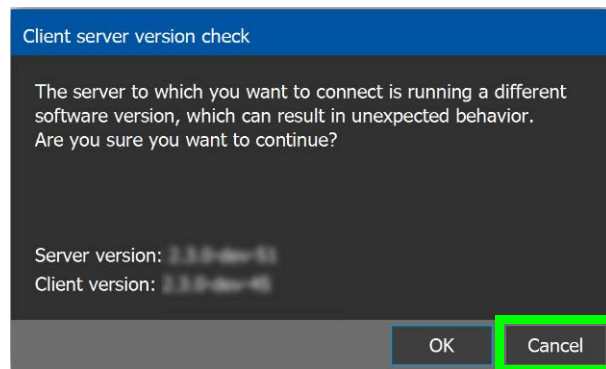 Client server version check
The server to which you want to connect is running a different
software version, which can result in unexpected behavior.
Are you sure you want to continue?
Server version:
Client version:
OK
Cancel